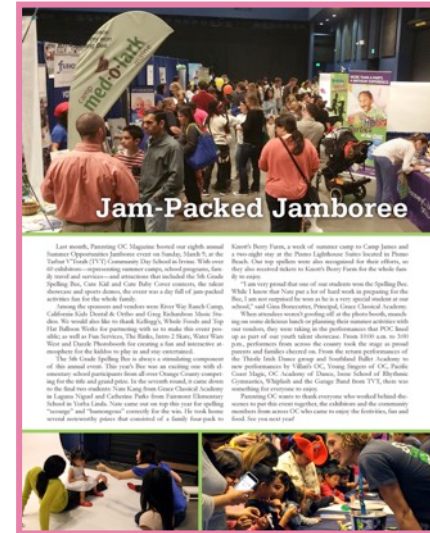 Camp
med-o-lark
Jam-Packed Jamboree
Last month, Parenting OC Magazine hosted our eighth annual
Summer Opportunities Jamboree event on Sunday, March 9, at the
Tarbut V'Torah (TVT) Community Day School in Irvine. With over
60 exhibitors—representing summer camps, school programs, fam-
ily travel and services—and attractions that included the 5th Grade
Spelling Bee, Cute Kid and Cute Baby Cover contests, the talent
showcase and sports demos, the event was a day full of jam-packed
activities fun for the whole family.
Among the sponsors and vendors were River Way Ranch Camp,
California Kids Dental & Ortho and Greg Richardson Music Stu-
dios. We would also like to thank Kellogg's, Whole Foods and Top
Hat Balloon Works for partnering with us to make this event pos-
sible; as well as Fun Services, The Rinks, Intro 2 Skate, Water Wars
West and Dazzle Photobooth for creating a fun and interactive at-
mosphere for the kiddos to play in and stay entertained.
The 5th Grade Spelling Bee is always a stimulating component
of this annual event. This year's Bee was an exciting one with el-
ementary school participants from all over Orange County compet-
ing for the title and grand prize. In the seventh round, it came down
to the final two students: Nate King from Grace Classical Academy
in Laguna Niguel and Catherine Parks from Fairmont Elementary
School in Yorba Linda. Nate came out on top this year for spelling
correctly for the win. He took home
several noteworthy prizes that consisted of a family four-pack to
Knott's Berry Farm, a week of summer camp to Camp James and
a two-night stay at the Pismo Lighthouse Suites located in Pismo
Beach. Our top spellers were also recognized for their efforts, as
they also received tickets to Knott's Berry Farm for the whole fam-
ily to enjoy.
"I am very proud that one of our students won the Spelling Bee.
While I know that Nate put a lot of hard work in preparing for the
Bee, I am not surprised he won as he is a very special student at our
school," said Gina Bonecutter, Principal, Grace Classical Academy.
When attendees weren't goofing off at the photo booth, munch-
ing on some delicious lunch or planning their summer activities with
our vendors, they were taking in the performances that POC lined
up as part of our youth talent showcase. From 10:00 a.m. to 3:00
p.m., performers from across the county took the stage as proud
parents and families cheered on. From the return performances of
the Thistle Irish Dance group and Southland Ballet Academy to
new performances by Villari's OC, Young Singers of OC, Pacific
Coast Magic, OC Academy of Dance, Inese School of Rhythmic
Gymnastics, Whiplash and the Garage Band from TVT, there was
something for everyone to enjoy.
Parenting OC wants to thank everyone who worked behind-the-
scenes to put this event together, the exhibitors and the community
members from across OC who came to enjoy the festivities, fun and
food. See you next year!